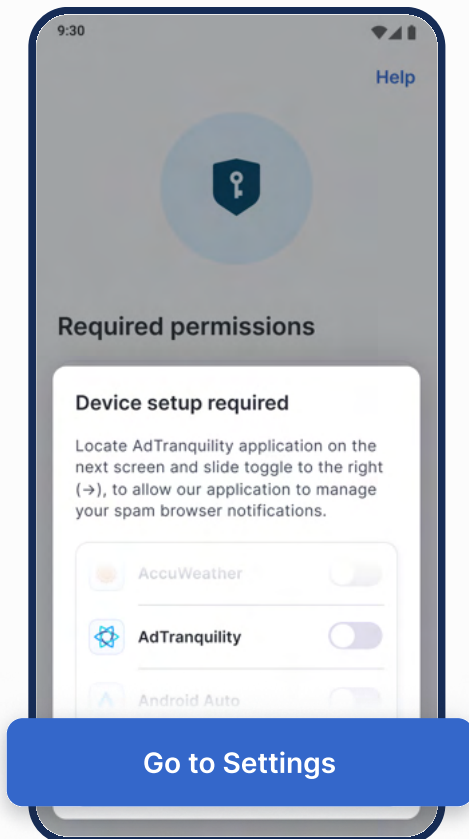 9:30
Help
Required permissions
Device setup required
Locate AdTranquility application on the
next screen and slide toggle to the right
(→), to allow our application to manage
your spam browser notifications.
AccuWeather
AdTranquility
Android Auto
Go to Settings